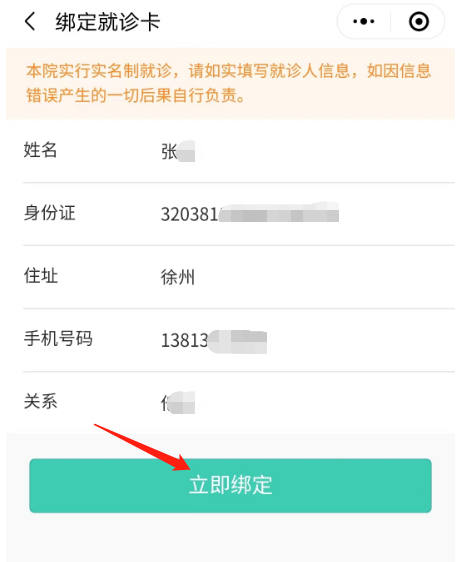 绑定就诊卡
本院实行实名制就诊，请如实填写就诊人信息，如因信息
错误产生的一切后果自行负责。
姓名 张
身份证 320381
住址 徐州
手机号码 13813
关系
立即绑定